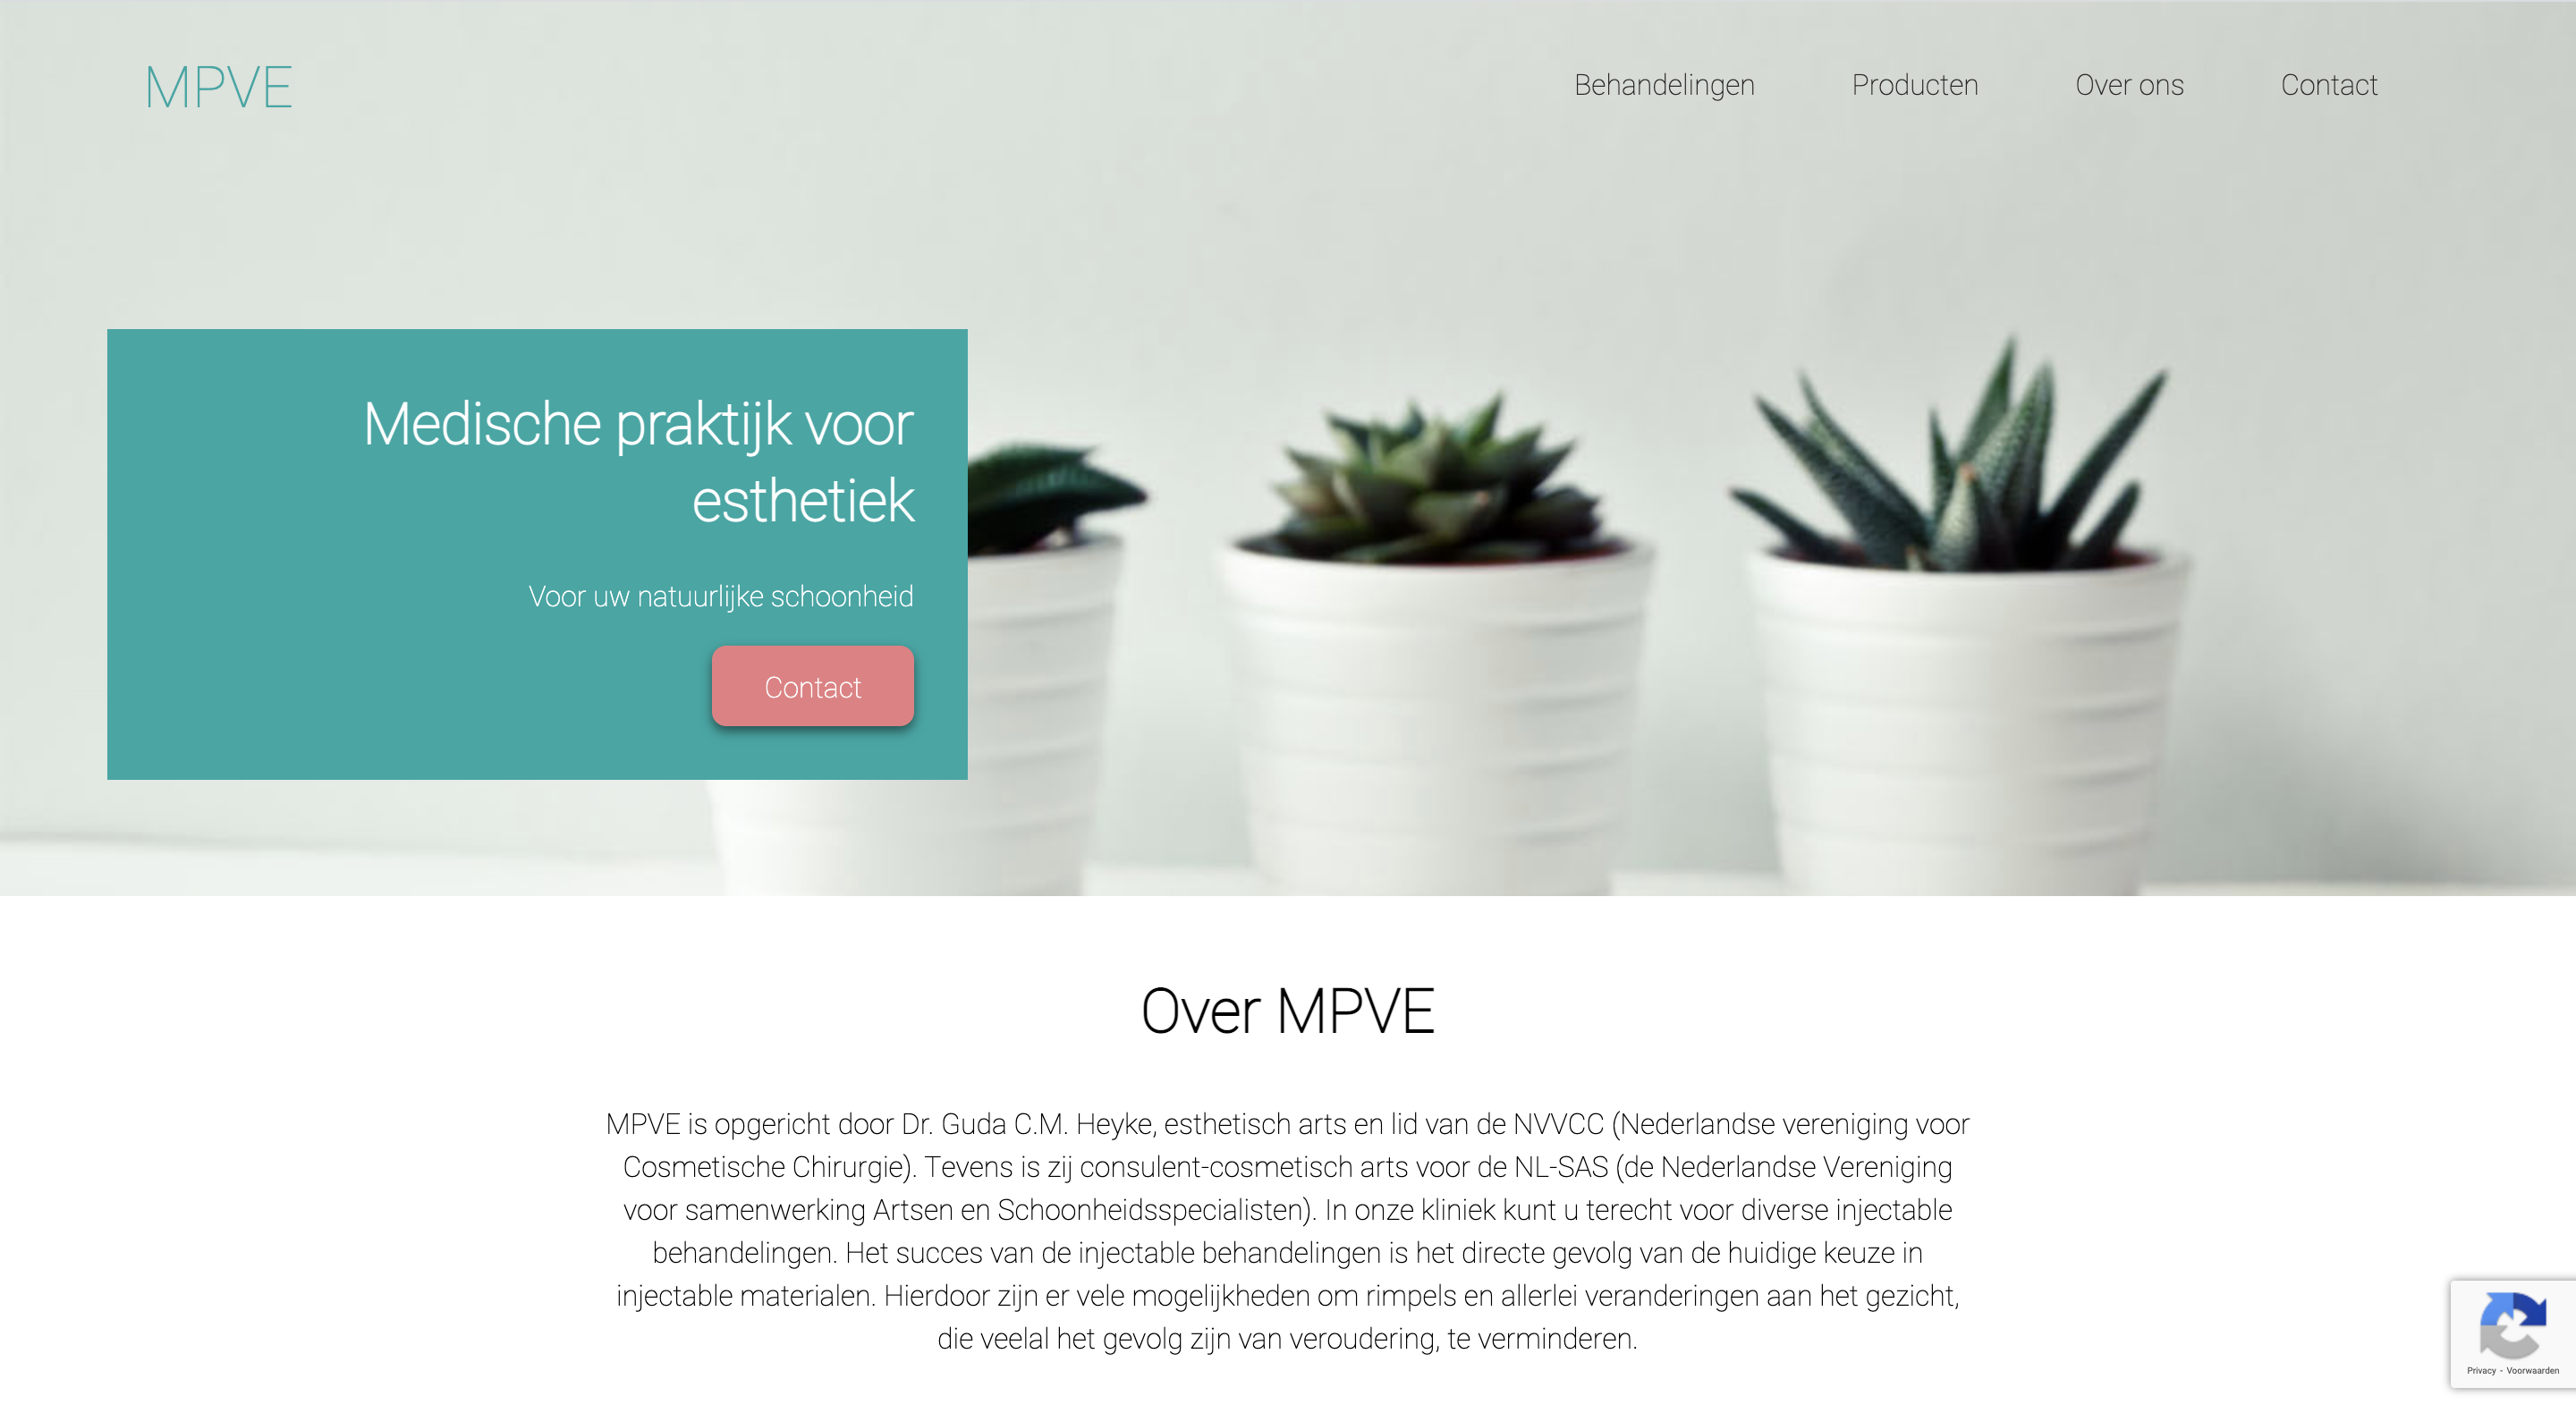 MPVE
Behandelingen
Producten
Over ons
Contact
Medische praktijk voor
esthetiek
Voor uw natuurlijke schoonheid
Contact
Over MPVE
MPVE is opgericht door Dr. Guda C.M. Heyke, esthetisch arts en lid van de NVVCC (Nederlandse vereniging voor
Cosmetische Chirurgie). Tevens is zij consulent-cosmetisch arts voor de NL-SAS (de Nederlandse Vereniging
voor samenwerking Artsen en Schoonheidsspecialisten). In onze kliniek kunt u terecht voor diverse injectable
behandelingen. Het succes van de injectable behandelingen is het directe gevolg van de huidige keuze in
injectable materialen. Hierdoor zijn er vele mogelijkheden om rimpels en allerlei veranderingen aan het gezicht,
die veelal het gevolg zijn van veroudering, te verminderen.
Privacy - Voorwaarden